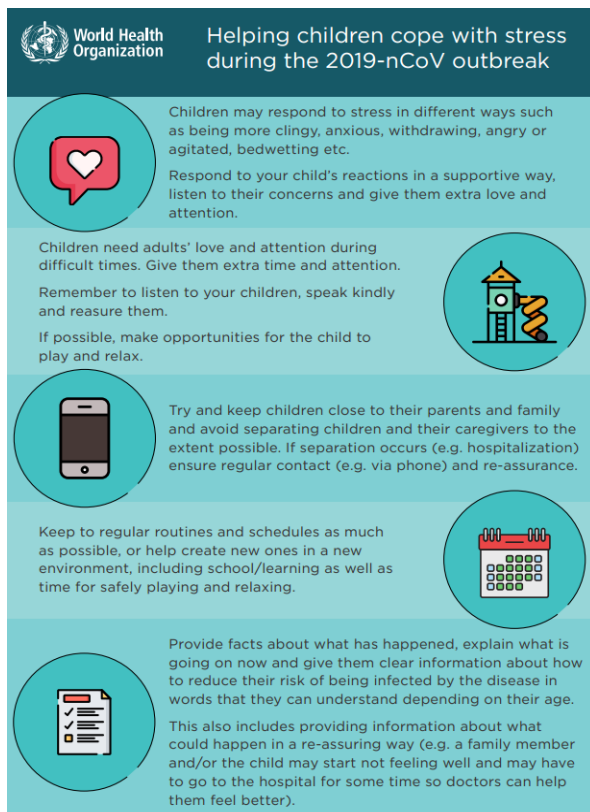 World Health
Organization
Helping children cope with stress
during the 2019-nCoV outbreak
Children may respond to stress in different ways such
as being more clingy, anxious, withdrawing, angry or
agitated, bedwetting etc.
Respond to your child's reactions in a supportive way,
listen to their concerns and give them extra love and
attention.
Children need adults' love and attention during
difficult times. Give them extra time and attention.
Remember to listen to your children, speak kindly
and reasure them.
If possible, make opportunities for the child to
play and relax.
Try and keep children close to their parents and family
and avoid separating children and their caregivers to the
extent possible. If separation occurs (e.g. hospitalization)
ensure regular contact (e.g. via phone) and re-assurance.
Keep to regular routines and schedules as much
as possible, or help create new ones in a new
environment, including school/learning as well as
time for safely playing and relaxing.
Provide facts about what has happened, explain what is
going on now and give them clear information about how
to reduce their risk of being infected by the disease in
words that they can understand depending on their age.
This also includes providing information about what
could happen in a re-assuring way (e.g. a family member
and/or the child may start not feeling well and may have
to go to the hospital for some time so doctors can help
them feel better).